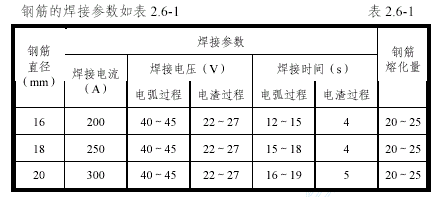 钢筋的焊接参数如表 2.6-1 表 2.6-1
钢筋直径(mm) 焊接参数 钢筋熔化量
焊接电流(A) 焊接电压(V) 焊接时间(s)
电弧过程 电渣过程 电弧过程 电渣过程
16 200 40~45 22~27 12~15 4 20~25
18 250 40~45 22~27 15~18 4 20~25
20 300 40~45 22~27 16~19 5 20~25